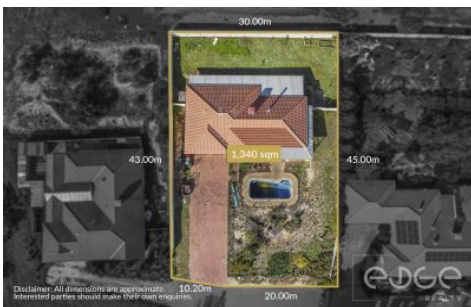 30.00m
43.00m
1,340 sqm
45.00m
Disclaimer: All dimensions are approximate.
Interested parties should make their own enquiries.
10.20m
20.00m
edge
REALTY